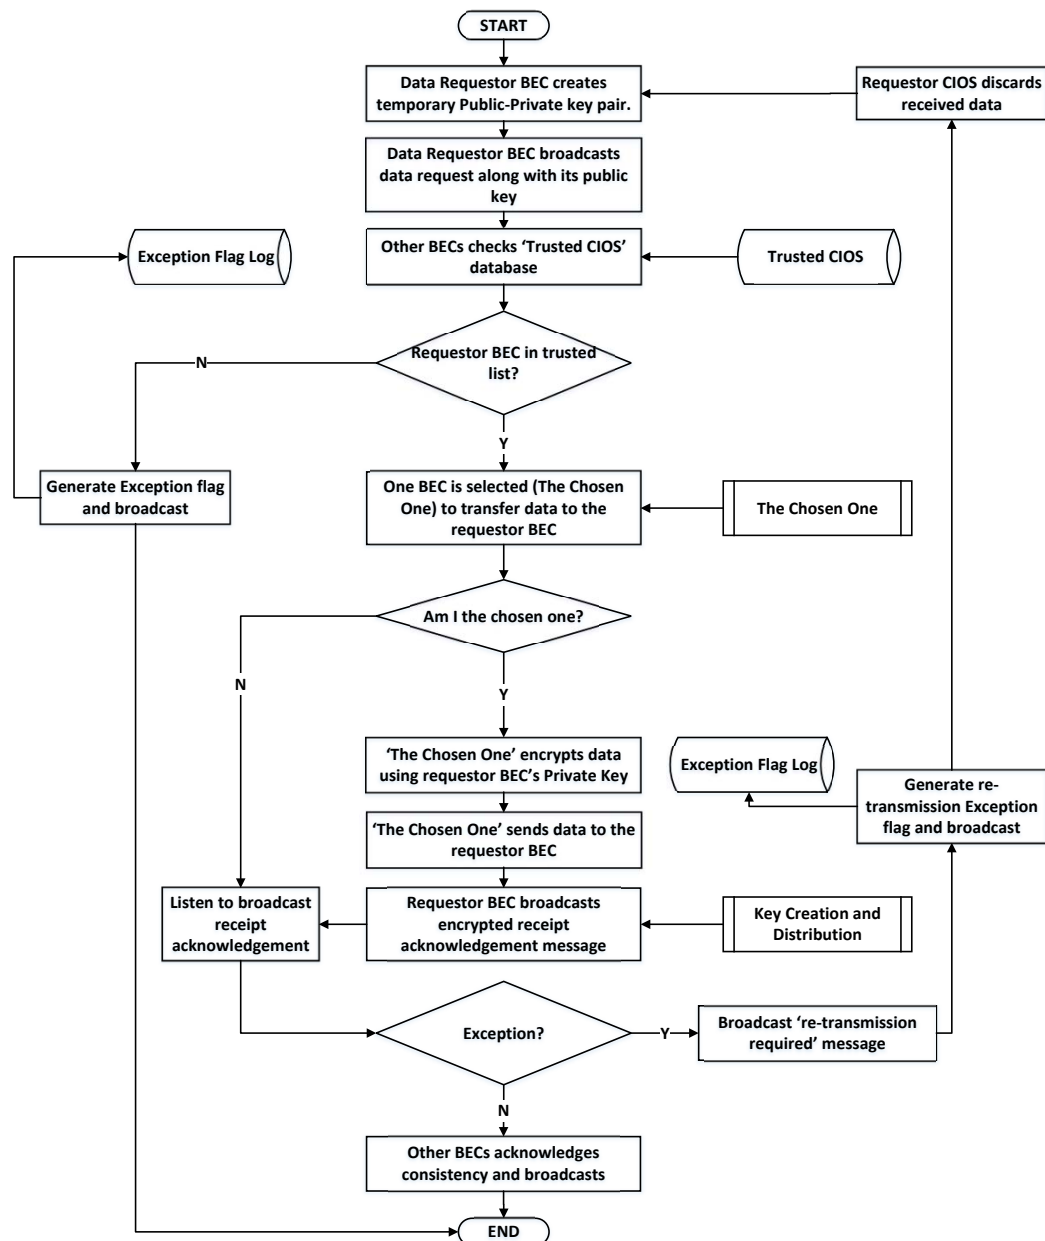 START
Data Requestor BEC creates
temporary Public-Private key pair.
Requestor CIOS discards
received data
Data Requestor BEC broadcasts
data request along with its public
key
Exception Flag Log
Other BECs checks ‘Trusted CIOS’
database
Trusted CIOS
Requestor BEC in trusted
list?
N
Y
Generate Exception flag
and broadcast
One BEC is selected (The Chosen
One) to transfer data to the
requestor BEC
The Chosen One
Am I the chosen one?
N
Y
‘The Chosen One’ encrypts data
using requestor BEC’s Private Key
Exception Flag Log
Generate re-
transmission Exception
flag and broadcast
‘The Chosen One’ sends data to the
requestor BEC
Listen to broadcast
receipt
acknowledgement
Requestor BEC broadcasts
encrypted receipt
acknowledgement message
Key Creation and
Distribution
Exception?
Y
Broadcast ‘re-transmission
required’ message
N
Other BECs acknowledges
consistency and broadcasts
END